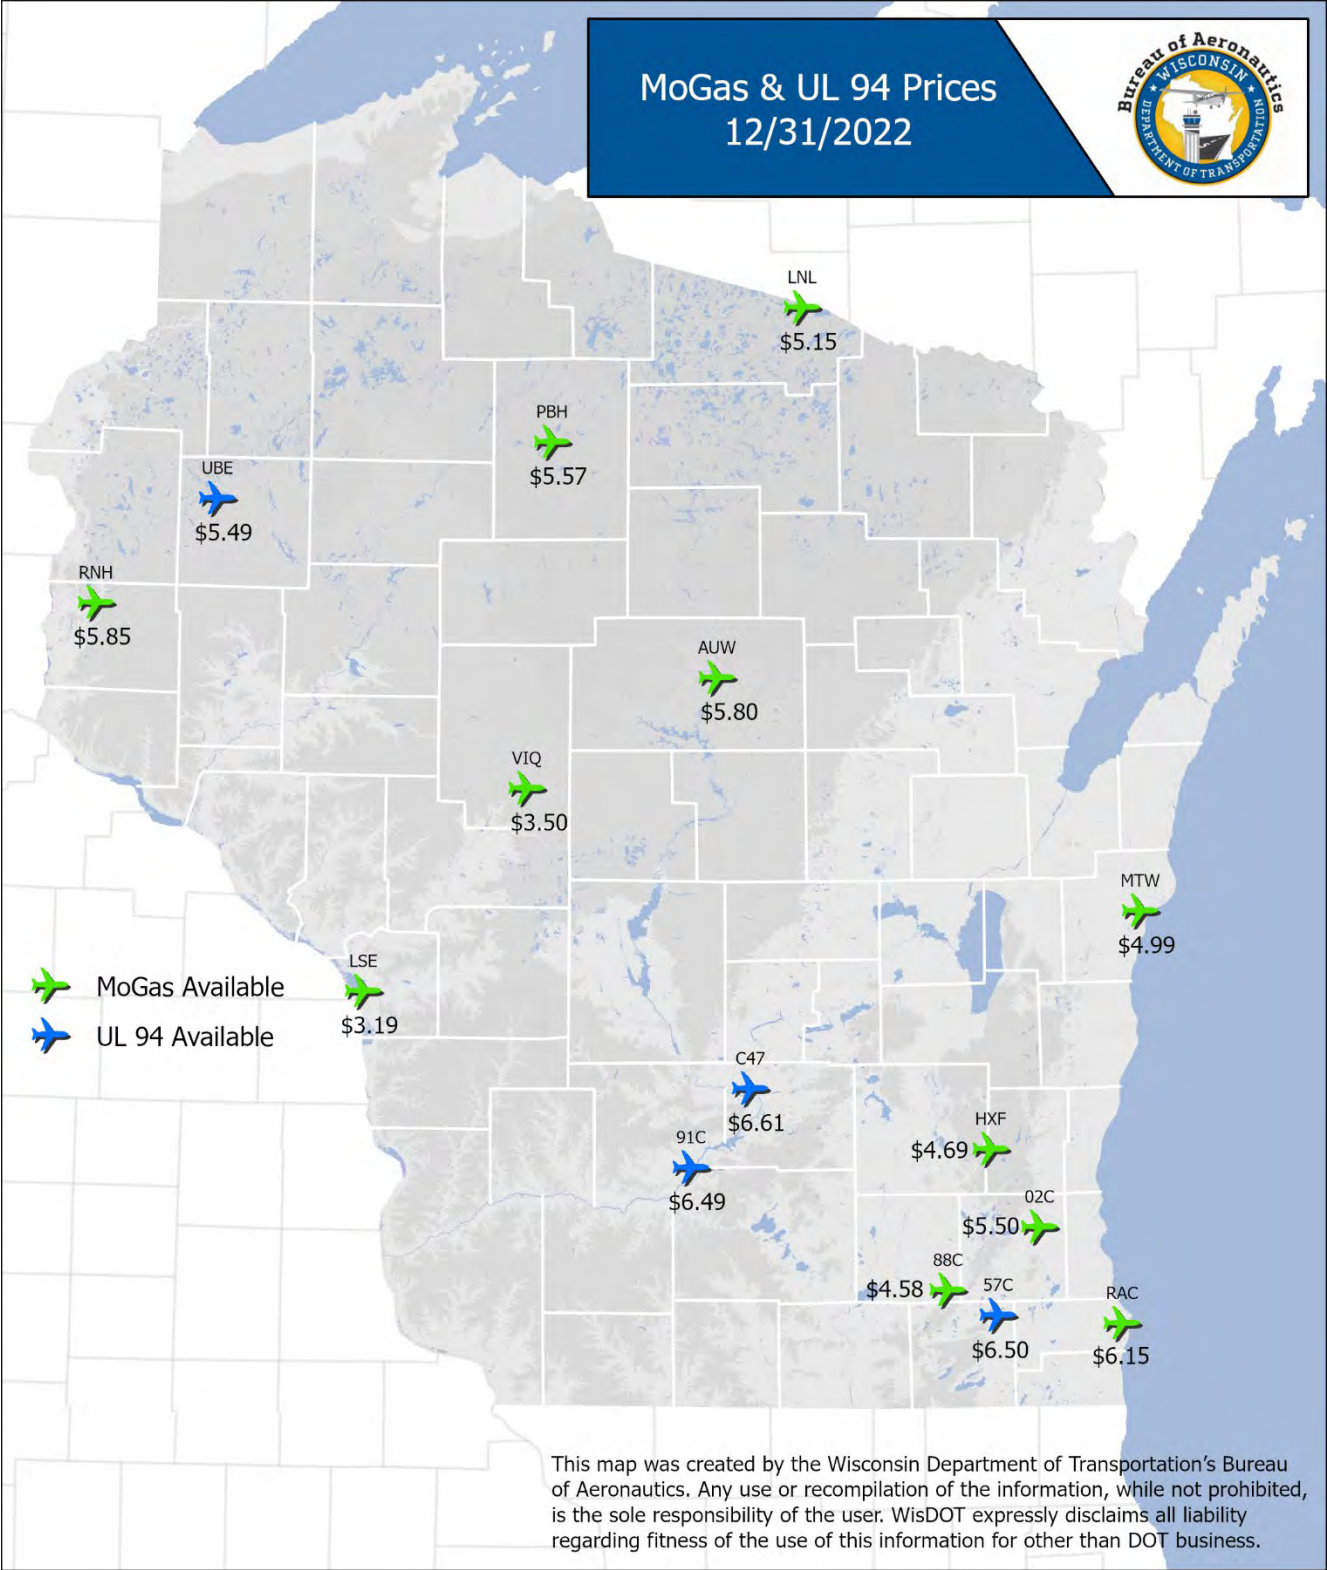 MoGas & UL 94 Prices
12/31/2022
Bureau of Aeronautics
WISCONSIN
DEPARTMENT OF TRANSPORTATION
LNL
$5.15
PBH
$5.57
UBE
$5.49
RNH
$5.85
AUW
$5.80
VIQ
$3.50
MTW
$4.99
LSE
$3.19
MoGas Available
UL 94 Available
C47
$6.61
91C
$6.49
HXF
$4.69
02C
$5.50
88C
$4.58
57C
$6.50
RAC
$6.15
This map was created by the Wisconsin Department of Transportation's Bureau
of Aeronautics. Any use or recompilation of the information, while not prohibited,
is the sole responsibility of the user. WisDOT expressly disclaims all liability
regarding fitness of the use of this information for other than DOT business.